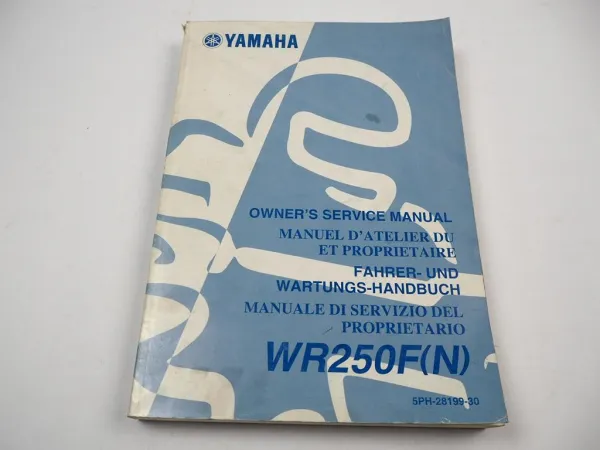 YAMAHA
OWNER'S SERVICE MANUAL
MANUEL D'ATELIER DU
ET PROPRIETAIRE
FAHRER- UND
WARTUNGS-HANDBUCH
MANUALE DI SERVIZIO DEL
PROPRIETARIO
WR250F(N)
5PH-28199-30